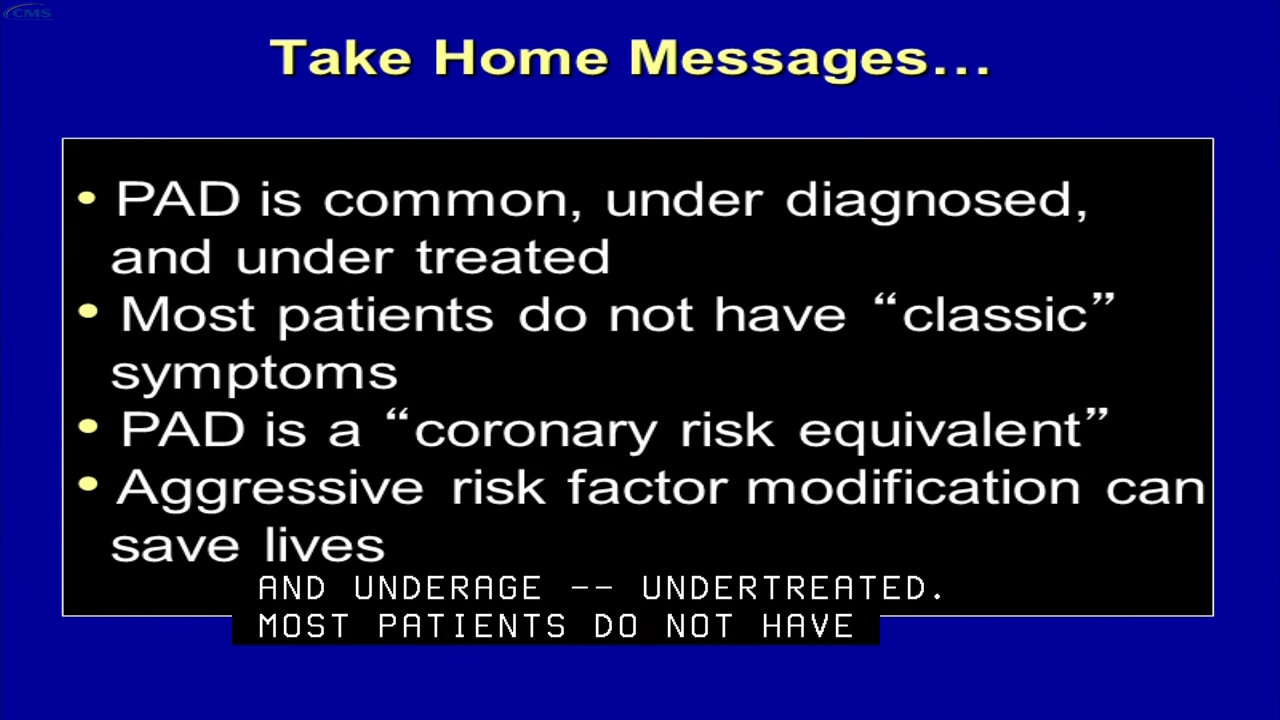 CMS
Take Home Messages...
• PAD is common, under diagnosed,
and under treated
• Most patients do not have “classic”
symptoms
• PAD is a “coronary risk equivalent”
• Aggressive risk factor modification can
save lives
AND UNDERAGE -- UNDERTREATED.
MOST PATIENTS DO NOT HAVE